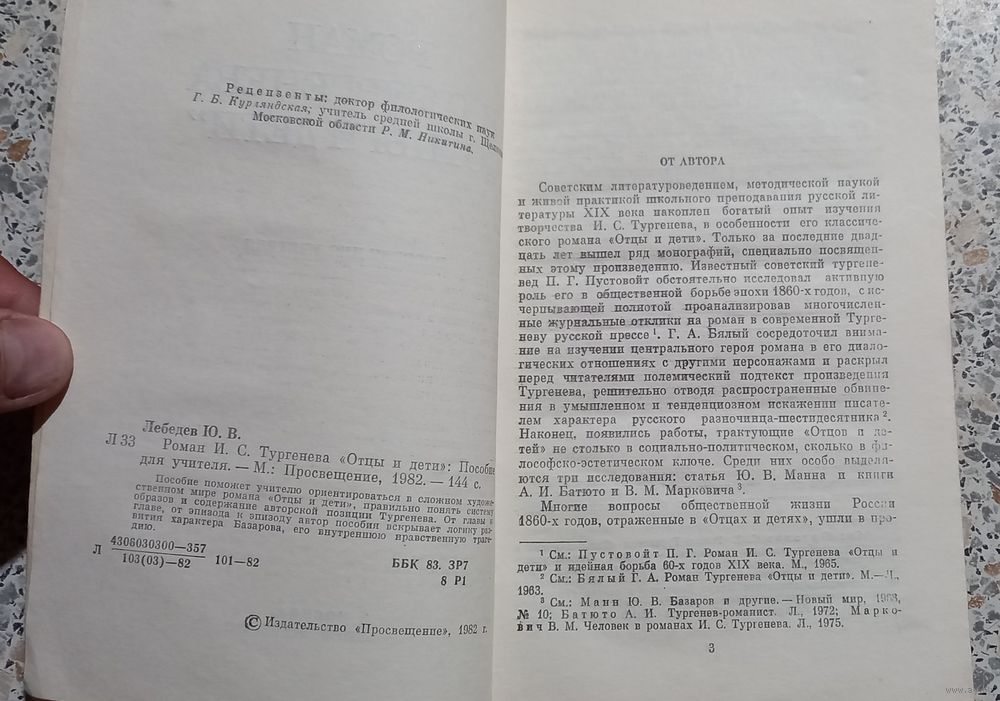 Рецензенты: доктор филологических наук
Г. Б. Курляндская; учитель средней школы г.
Московской области Р. М. Никитина.
Лебедев Ю. В.
Л 33 Роман И. С. Тургенева «Отцы и дети»: Пособие
для учителя. — М.: Просвещение, 1982. — 144 с.
Пособие поможет учителю ориентироваться в сложном художе-
ственном мире романа «Отцы и дети», правильно понять систему
образов и содержание авторской позиции Тургенева. От главы к
главе, от эпизода к эпизоду автор пособия вскрывает логику раз-
вития характера Базарова, его внутреннюю нравственную траге-
дию.
Л 4306030300—357
103(03)—82 101—82
ББК 83. 3Р7
8 Р1
© Издательство «Просвещение», 1982 г.
ОТ АВТОРА
Советским литературоведением, методической наукой
и живой практикой школьного преподавания русской ли-
тературы XIX века накоплен богатый опыт изучения
творчества И. С. Тургенева, в особенности его классиче-
ского романа «Отцы и дети». Только за последние двад-
цать лет вышел ряд монографий, специально посвящен-
ных этому произведению. Известный советский тургене-
вед П. Г. Пустовойт обстоятельно исследовал активную
роль его в общественной борьбе эпохи 1860-х годов, с ис-
черпывающей полнотой проанализировав многочислен-
ные журнальные отклики на роман в современной Турге-
неву русской прессе ¹. Г. А. Бялый сосредоточил внима-
ние на изучении центрального героя романа в его диало-
гических отношениях с другими персонажами и раскрыл
перед читателями полемический подтекст произведения
Тургенева, решительно отводя распространенные обвине-
ния в умышленном и тенденциозном искажении писате-
лем характера русского разночинца-шестидесятника ².
Наконец, появились работы, трактующие «Отцов и де-
тей» не только в социально-политическом, сколько в фи-
лософско-эстетическом ключе. Среди них особо выделя-
ются три исследования: статья Ю. В. Манна и книги
А. И. Батюто и В. М. Марковича ³.
Многие вопросы общественной жизни России
1860-х годов, отраженные в «Отцах и детях», ушли в про-
¹ См.: Пустовойт П. Г. Роман И. С. Тургенева «Отцы и
дети» и идейная борьба 60-х годов XIX века. М., 1965.
² См.: Бялый Г. А. Роман Тургенева «Отцы и дети». М.—Л.,
1963.
³ См.: Манн Ю. В. Базаров и другие. — Новый мир, 1968,
№ 10; Батюто А. И. Тургенев-романист. Л., 1972; Марко-
вич В. М. Человек в романах И. С. Тургенева. Л., 1975.
3